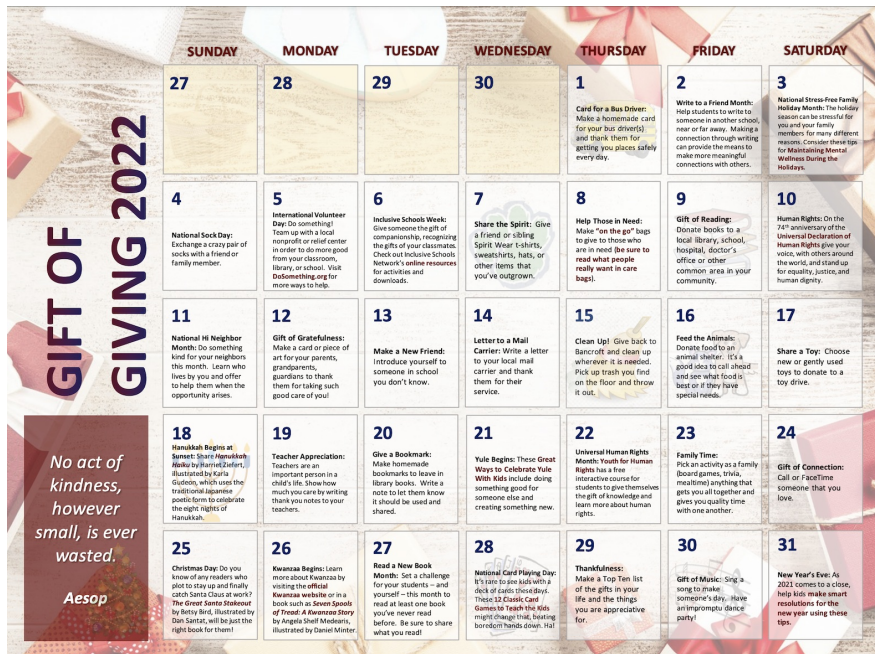 SUNDAY MONDAY TUESDAY WEDNESDAY THURSDAY FRIDAY SATURDAY
GIFT OF
GIVING 2022
27
28
29
30
1
Card for a Bus Driver:
Make a homemade card
for your bus driver(s)
and thank them for
getting you places safely
every day.
2
Write to a Friend Month:
Help students to write to
someone in another school,
near or far away. Making a
connection through writing
can provide the means to
make more meaningful
connections with others.
3
National Stress-Free Family
Holiday Month: The holiday
season can be stressful for
you and your family
members for many different
reasons. Consider these tips
for Maintaining Mental
Wellness During the
Holidays.
4
National Sock Day:
Exchange a crazy pair of
socks with a friend or
family member.
5
International Volunteer
Day: Do something!
Team up with a local
nonprofit or relief center
in order to do more good
from your classroom,
library, or school. Visit
DoSomething.org for
more ways to help.
6
Inclusive Schools Week:
Give someone the gift of
companionship, recognizing
the gifts of your classmates.
Check out Inclusive Schools
Network's online resources
for activities and
downloads.
7
Share the Spirit: Give
a friend or sibling
Spirit Wear t-shirts,
sweatshirts, hats, or
other items that
you've outgrown.
8
Help Those in Need:
Make "on the go" bags
to give to those who
are in need (be sure to
read what people
really want in care
bags).
9
Gift of Reading:
Donate books to a
local library, school,
hospital, doctor's
office or other
common area in your
community.
10
Human Rights: On the
74th anniversary of the
Universal Declaration of
Human Rights give your
voice, with others around
the world, and stand up
for equality, justice, and
human dignity.
11
National Hi Neighbor
Month: Do something
kind for your neighbors
this month. Learn who
lives by you and offer
to help them when the
opportunity arises.
12
Gift of Gratefulness:
Make a card or piece of
art for your parents,
grandparents,
guardians to thank
them for taking such
good care of you!
13
Make a New Friend:
Introduce yourself to
someone in school
you don't know.
14
Letter to a Mail
Carrier: Write a letter
to your local mail
carrier and thank
them for their
service.
15
Clean Up! Give back to
Bancroft and clean up
wherever it is needed.
Pick up trash you find
on the floor and throw
it out.
16
Feed the Animals:
Donate food to an
animal shelter. It's a
good idea to call ahead
and see what food is
best or if they have
special needs.
17
Share a Toy: Choose
new or gently used
toys to donate to a
toy drive.
18
Hanukkah Begins at
Sunset: Share Hanukkah
Haiku by Harriet Ziefert,
illustrated by Karla
Gudeon, which uses the
traditional Japanese
poetic form to celebrate
the eight nights of
Hanukkah.
19
Teacher Appreciation:
Teachers are an
important person in a
child's life. Show how
much you care by writing
thank you notes to your
teachers.
20
Give a Bookmark:
Make homemade
bookmarks to leave in
library books. Write a
note to let them know
it should be used and
shared.
21
Yule Begins: These Great
Ways to Celebrate Yule
With Kids include doing
something good for
someone else and
creating something new.
22
Universal Human Rights
Month: Youth for Human
Rights has a free
interactive course for
students to give themselves
the gift of knowledge and
learn more about human
rights.
23
Family Time:
Pick an activity as a family
(board games, trivia,
mealtime) anything that
gets you all together and
gives you quality time
with one another.
24
Gift of Connection:
Call or FaceTime
someone that you
love.
No act of
kindness,
however
small, is ever
wasted.
Aesop
25
Christmas Day: Do you
know of any readers who
plot to stay up and finally
catch Santa Claus at work?
The Great Santa Stakeout
by Betsy Bird, illustrated by
Dan Santat, will be just the
right book for them!
26
Kwanzaa Begins: Learn
more about Kwanzaa by
visiting the official
Kwanzaa website or in a
book such as Seven Spools
of Tread: A Kwanzaa Story
by Angela Shelf Medearis,
illustrated by Daniel Minter.
27
Read a New Book
Month: Set a challenge
for your students – and
yourself – this month to
read at least one book
you've never read
before. Be sure to share
what you read!
28
National Card Playing Day:
It's rare to see kids with a
deck of cards these days.
These 12 Classic Card
Games to Teach the Kids
might change that, beating
boredom hands down. Ha!
29
Thankfulness:
Make a Top Ten list
of the gifts in your
life and the things
you are appreciative
for.
30
Gift of Music: Sing a
song to make
someone's day. Have
an impromptu dance
party!
31
New Year's Eve: As
2021 comes to a close,
help kids make smart
resolutions for the
new year using these
tips.